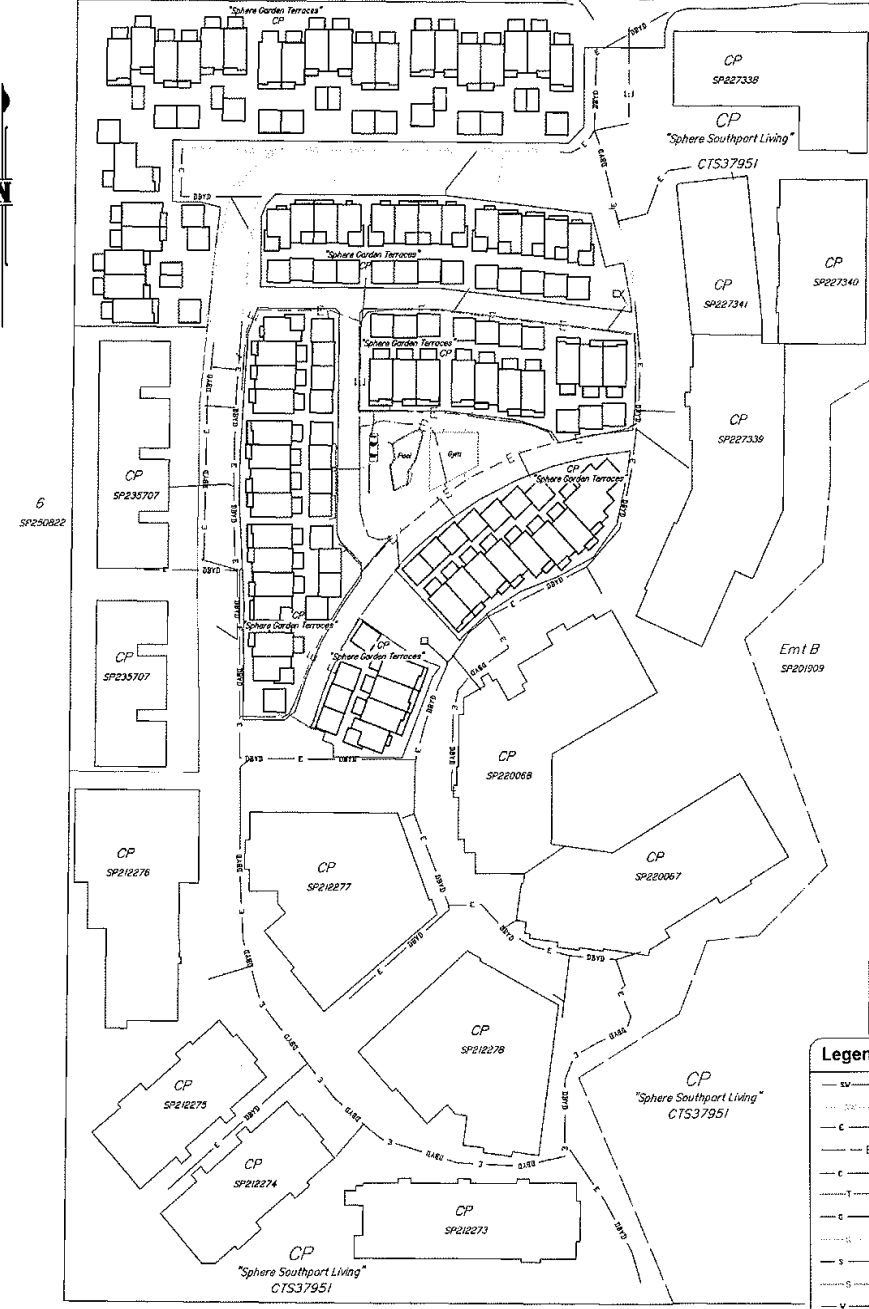 "Sphere Garden Terraces"
CP
CP
SP227338
CP
"Sphere Southport Living"
CTS37951
N
"Sphere Garden Terraces"
CP
CP
SP227341
CP
SP227340
"Sphere Garden Terraces"
CP
CP
SP227339
Pool
Gym
CP
"Sphere Garden Terraces"
CP
SP235707
6
SP250822
CP
"Sphere Garden Terraces"
CP
"Sphere Garden Terraces"
CP
SP235707
Emt B
SP201909
CP
SP220068
CP
SP212276
CP
SP212277
CP
SP220067
CP
SP212278
CP
SP212275
CP
"Sphere Southport Living"
CTS37951
CP
SP212274
CP
SP212273
CP
"Sphere Southport Living"
CTS37951
DBYD
E
Legen
SW
E
E
C
T
G
S
S
W